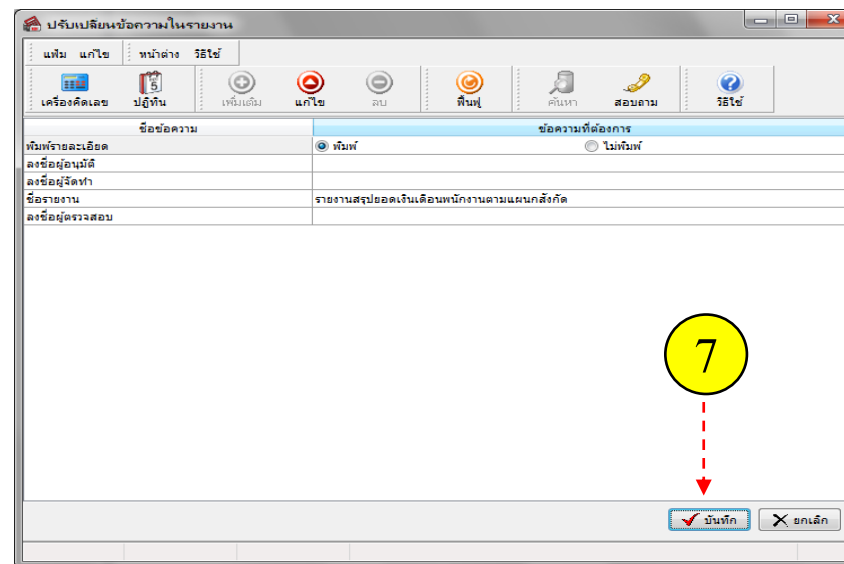 ปรับเปลี่ยนข้อความในรายงาน
แฟ้ม แก้ไข หน้าต่าง วิธีใช้
5
เครื่องคิดเลข ปฏิทิน เพิ่มเติม แก้ไข ลบ ฟื้นฟู ค้นหา สอบถาม วิธีใช้
ชื่อข้อความ ข้อความที่ต้องการ
พิมพ์รายละเอียด พิมพ์ ไม่พิมพ์
ลงชื่อผู้อนุมัติ
ลงชื่อผู้จัดทำ
ชื่อรายงาน รายงานสรุปยอดเงินเดือนพนักงานตามแผนกสังกัด
ลงชื่อผู้ตรวจสอบ
7
บันทึก ยกเลิก